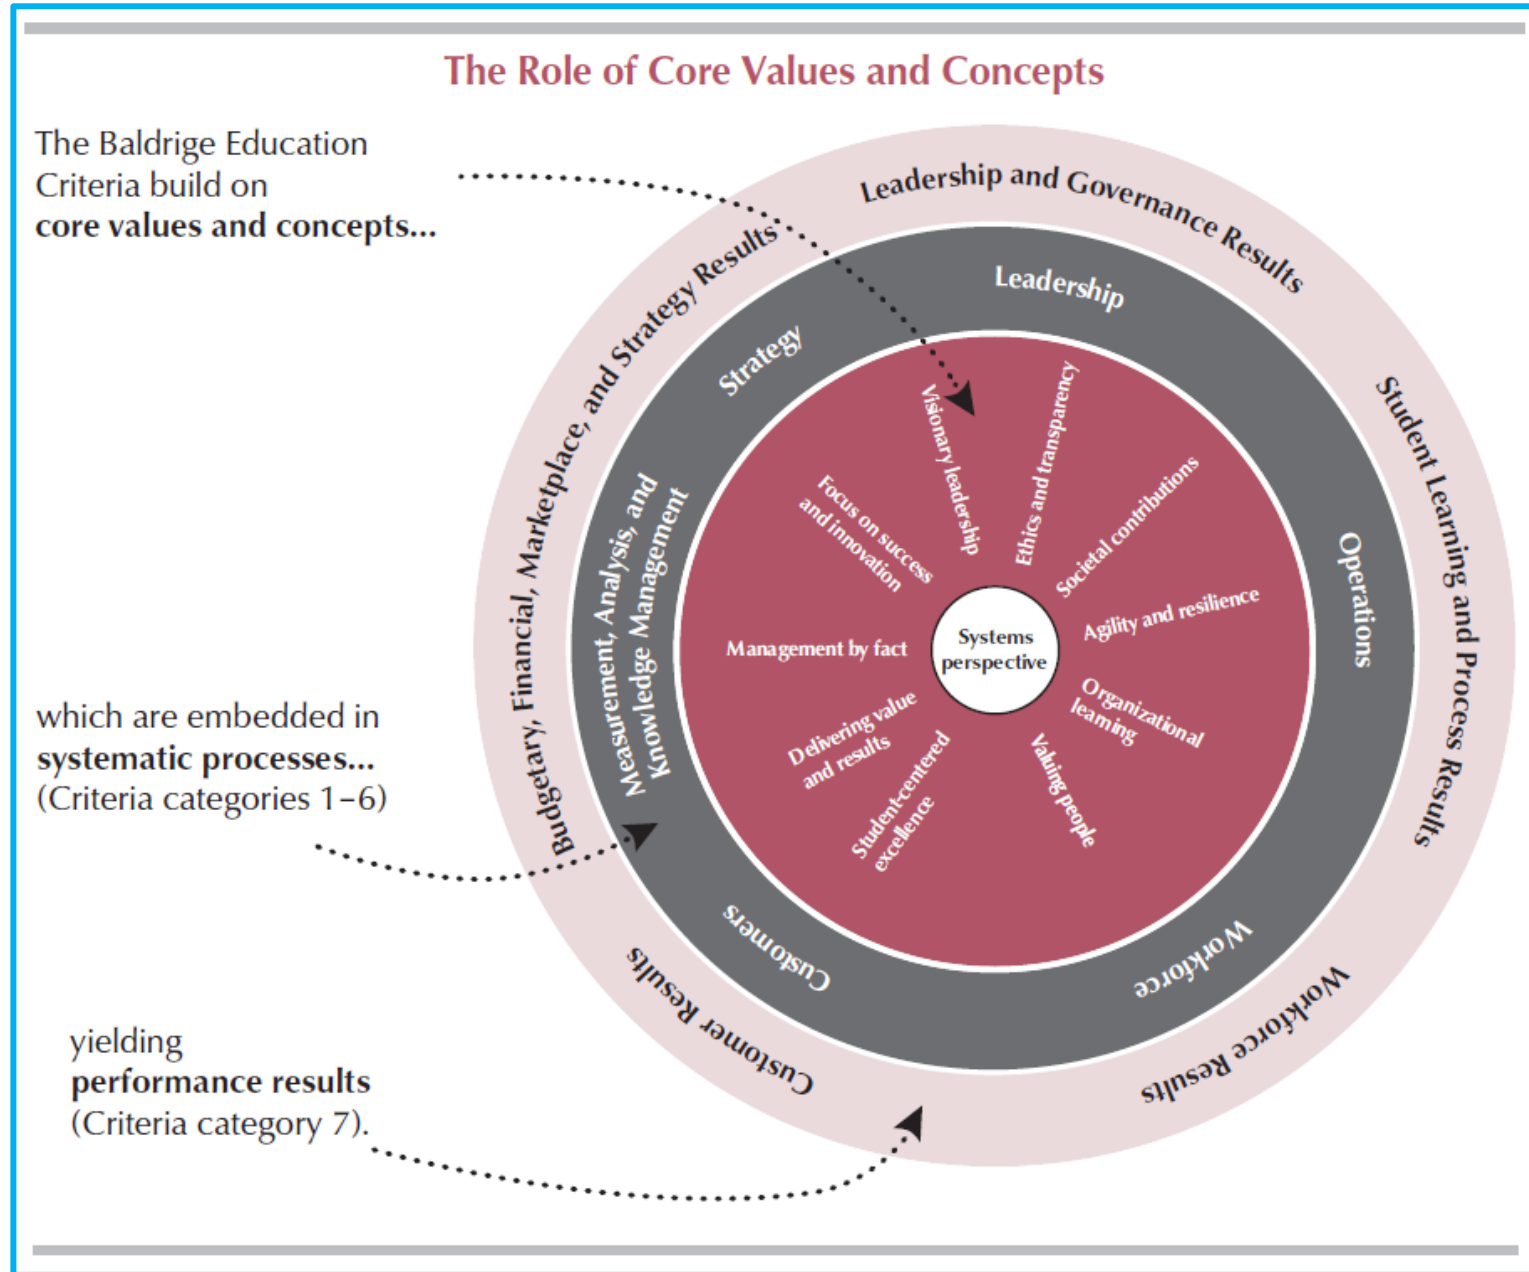 The Role of Core Values and Concepts
The Baldrige Education
Criteria build on
core values and concepts...
which are embedded in
systematic processes...
(Criteria categories 1–6)
yielding
performance results
(Criteria category 7).
Leadership and Governance Results
Student Learning and Process Results
Workforce Results
Customer Results
Budgetary, Financial, Marketplace, and Strategy Results
Leadership
Operations
Workforce
Customers
Measurement, Analysis, and
Knowledge Management
Strategy
Visionary leadership
Ethics and transparency
Societal contributions
Agility and resilience
Organizational
learning
Valuing people
Student-centered
excellence
Delivering value
and results
Management by fact
Focus on success
and innovation
Systems
perspective